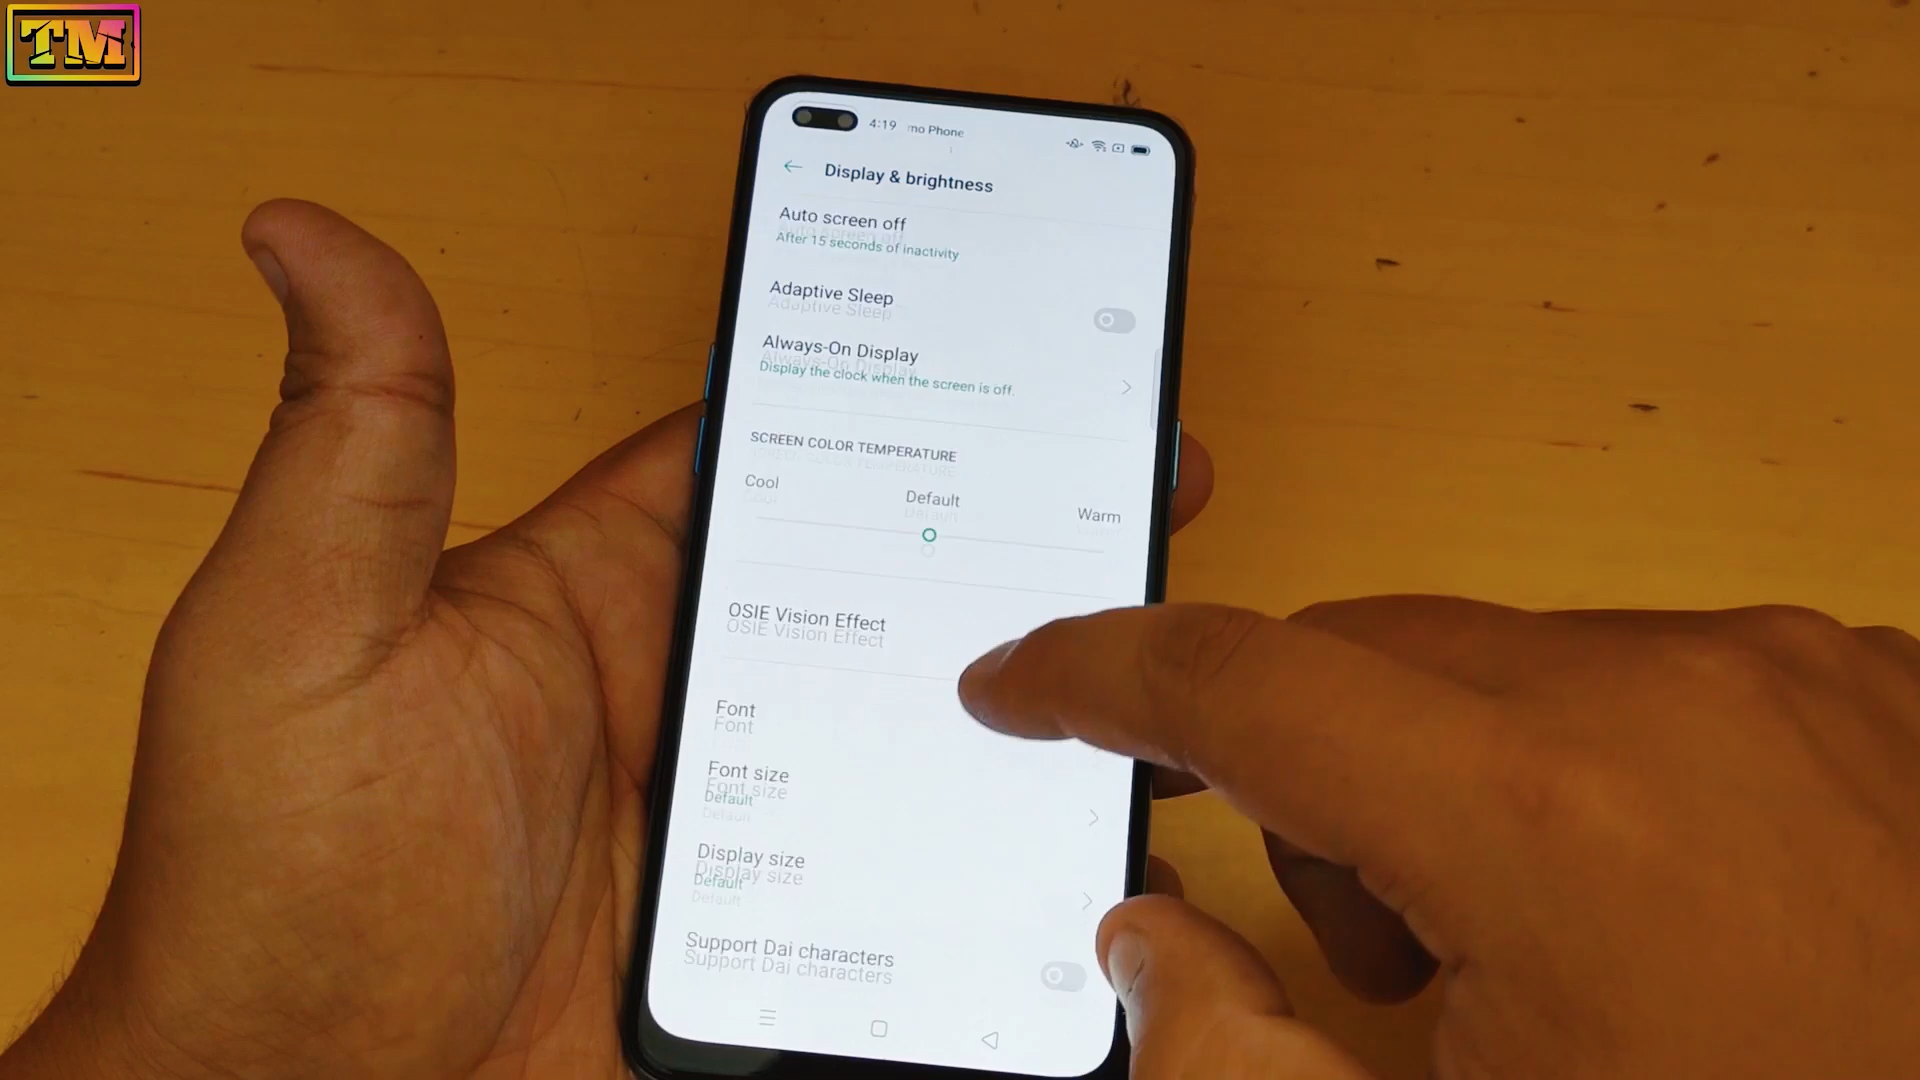 TM
4:19 mo Phone
Display & brightness
Auto screen off
After 15 seconds of inactivity
Adaptive Sleep
Always-On Display
Display the clock when the screen is off.
SCREEN COLOR TEMPERATURE
Cool Default Warm
OSIE Vision Effect
Font
Font size
Default
Display size
Default
Support Dai characters